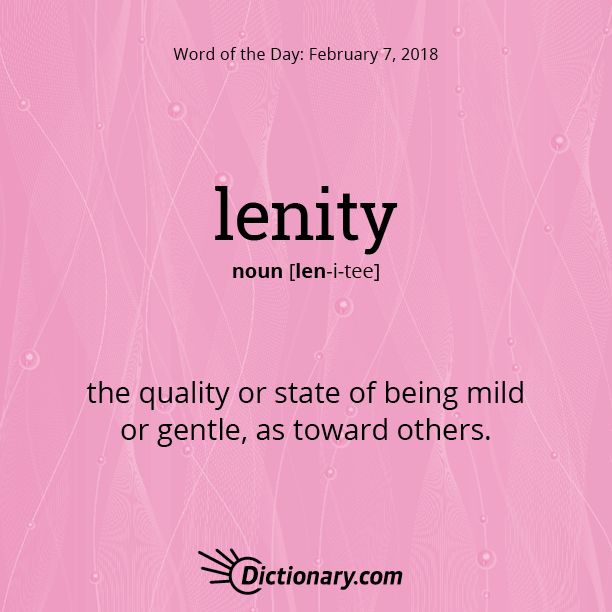 Word of the Day: February 7, 2018
lenity
noun [len-i-tee]
the quality or state of being mild
or gentle, as toward others.
Dictionary.com